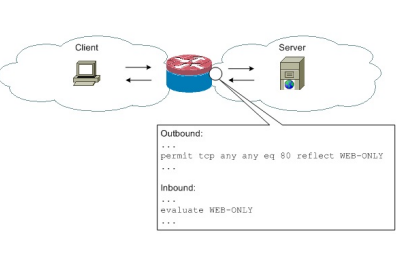 Client
Server
Outbound:
...
permit tcp any any eq 80 reflect WEB-ONLY
...
Inbound:
...
evaluate WEB-ONLY
...